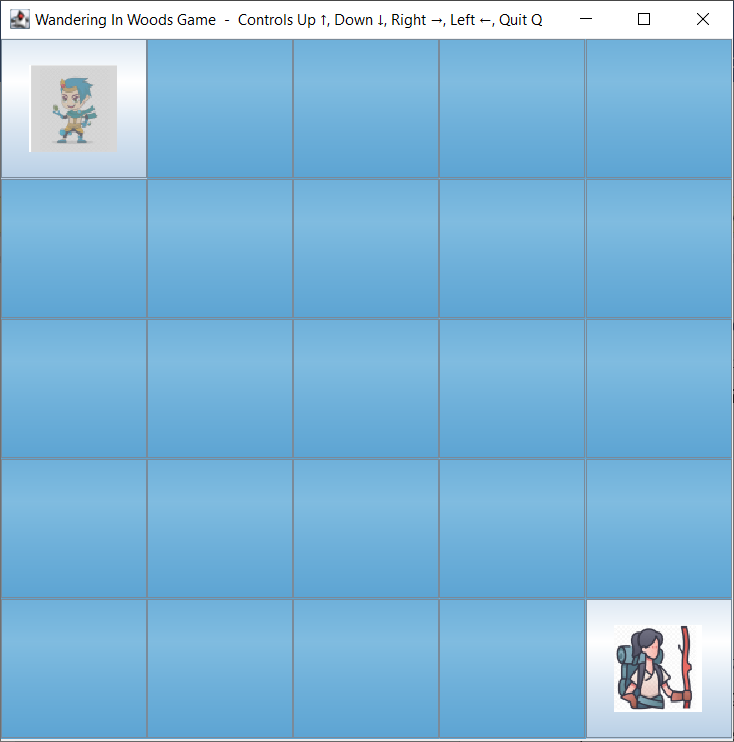 Wandering In Woods Game  -  Controls Up ↑, Down ↓, Right →, Left ←, Quit Q